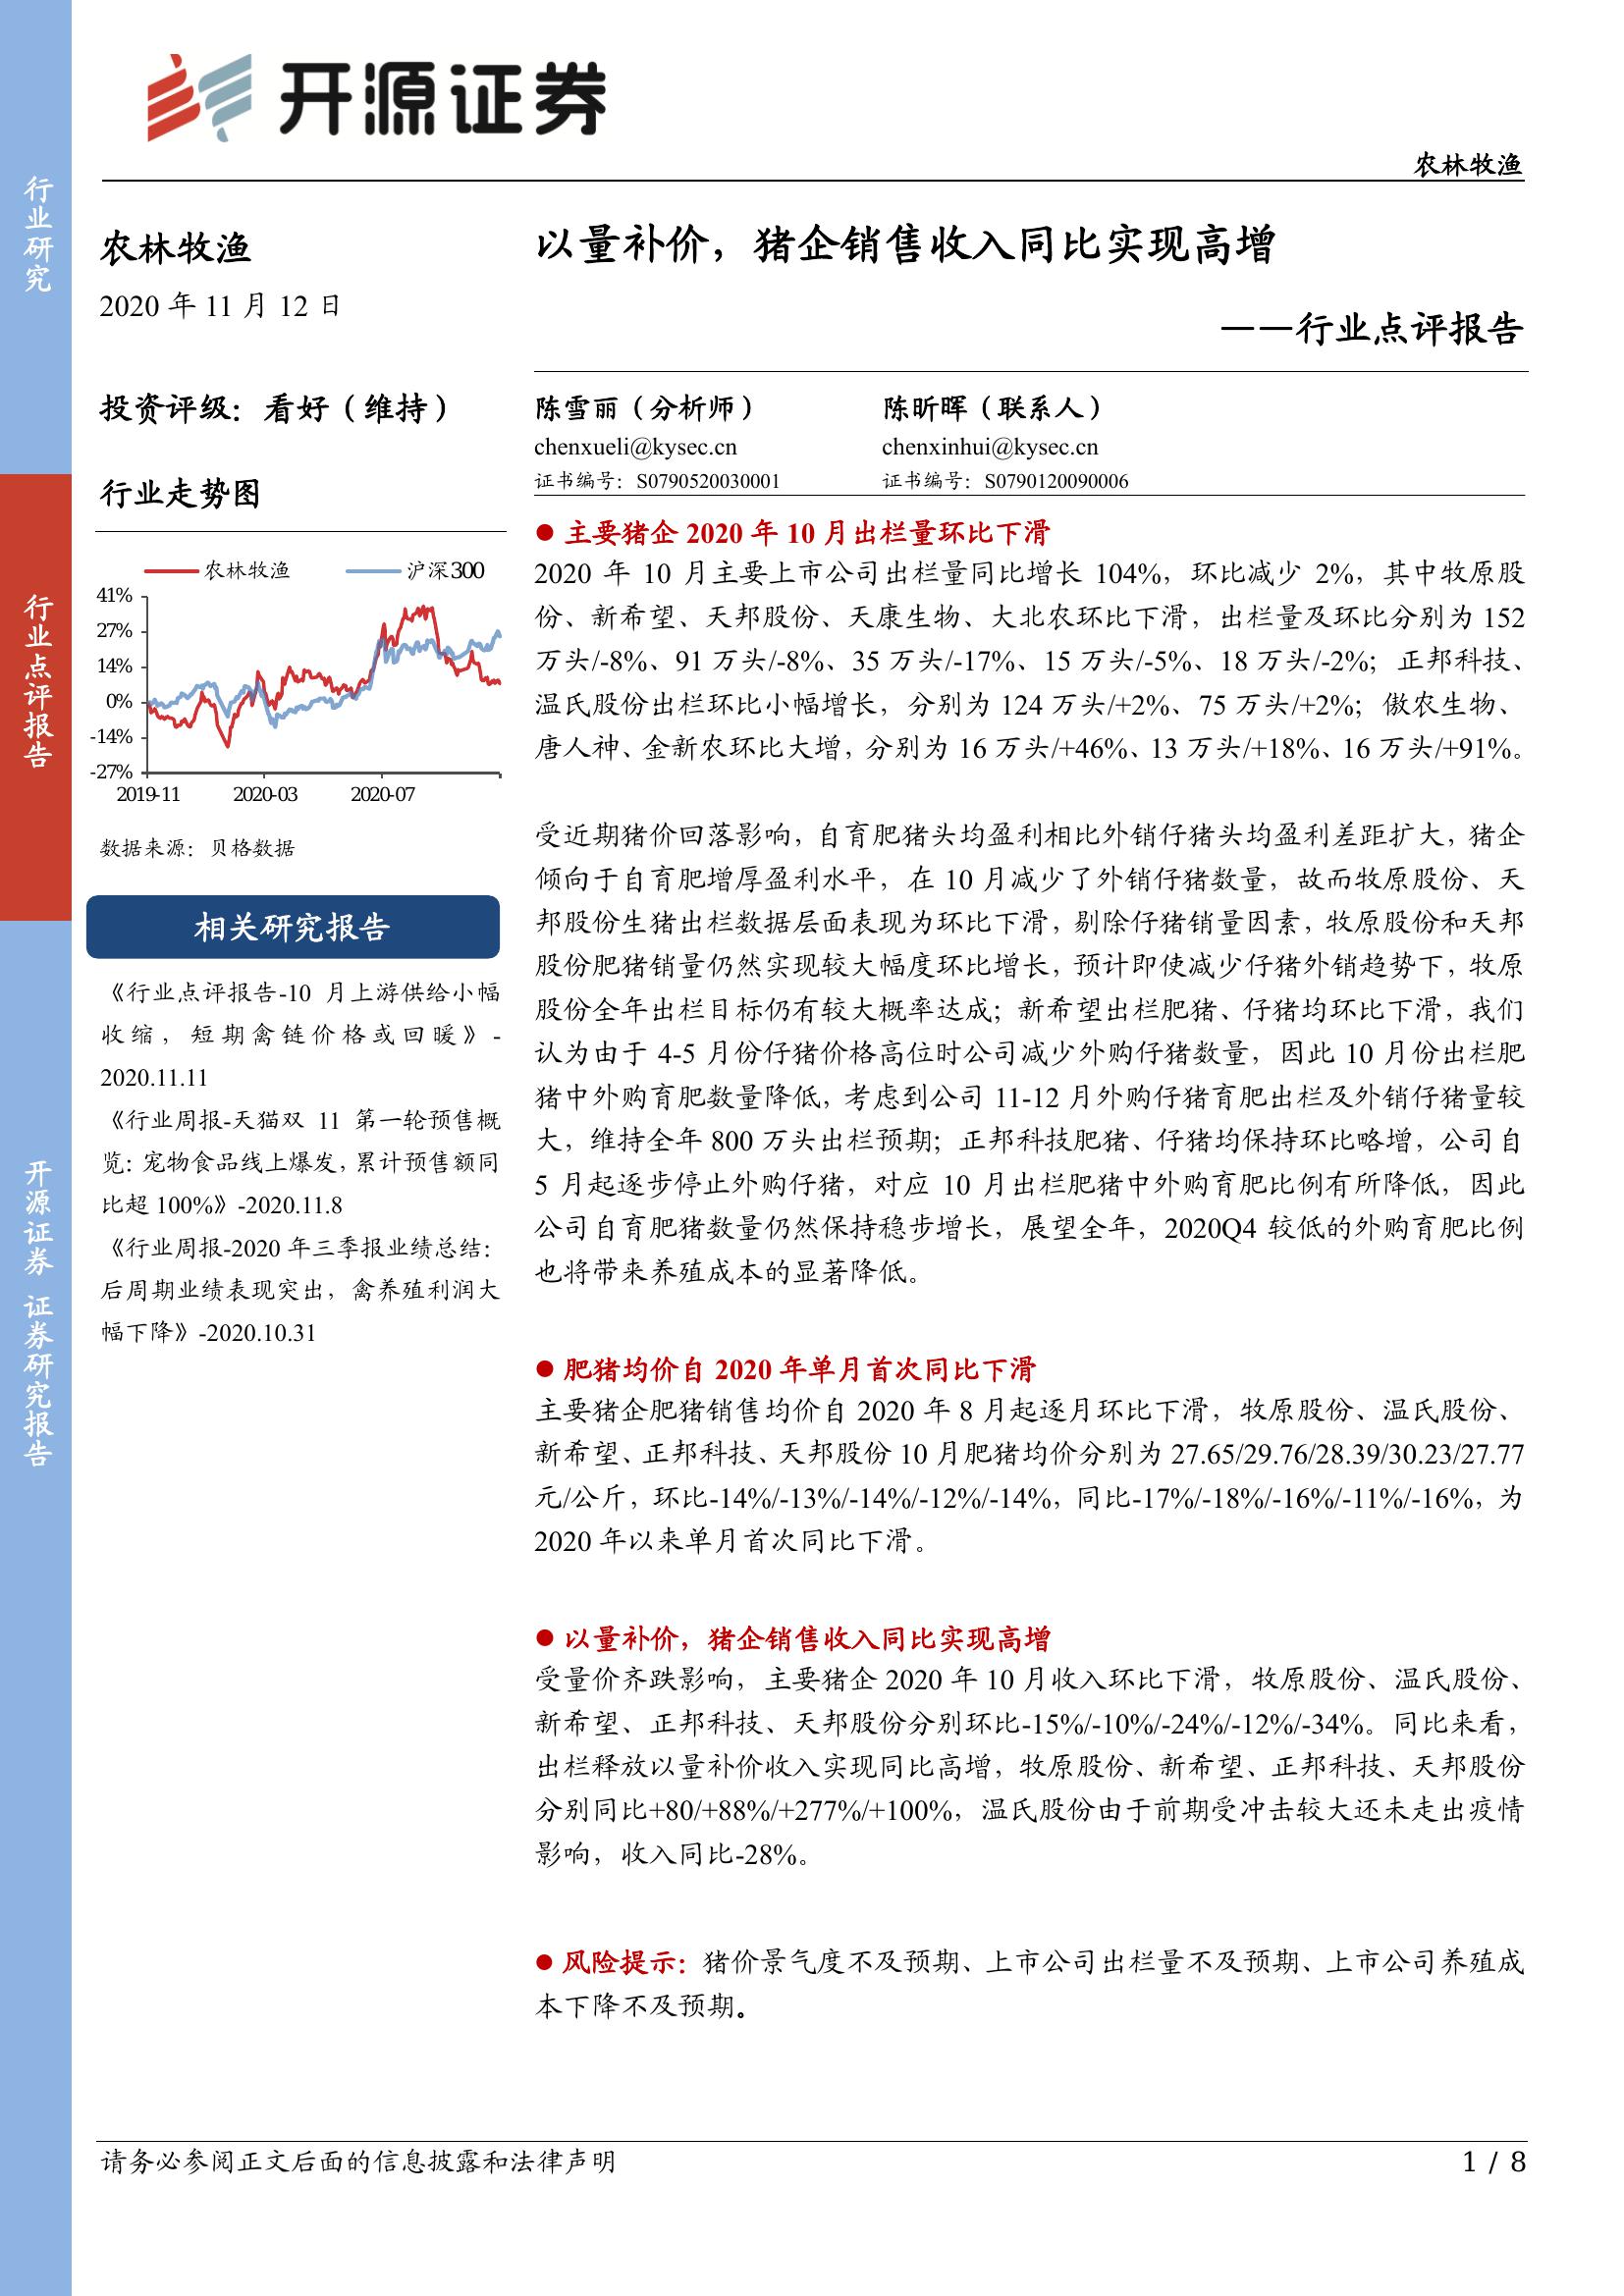 开源证券
农林牧渔
行业研究
行业点评报告
开源证券 证券研究报告
农林牧渔
2020 年 11 月 12 日
投资评级：看好（维持）
行业走势图
农林牧渔 沪深300
41%
27%
14%
0%
-14%
-27%
2019-11 2020-03 2020-07
数据来源：贝格数据
相关研究报告
《行业点评报告-10 月上游供给小幅
收缩，短期禽链价格或回暖》-
2020.11.11
《行业周报-天猫双 11 第一轮预售概
览：宠物食品线上爆发，累计预售额同
比超 100%》-2020.11.8
《行业周报-2020 年三季报业绩总结：
后周期业绩表现突出，禽养殖利润大
幅下降》-2020.10.31
以量补价，猪企销售收入同比实现高增
——行业点评报告
陈雪丽（分析师） 陈昕晖（联系人）
chenxueli@kysec.cn chenxinhui@kysec.cn
证书编号：S0790520030001 证书编号：S0790120090006
● 主要猪企 2020 年 10 月出栏量环比下滑
2020 年 10 月主要上市公司出栏量同比增长 104%，环比减少 2%，其中牧原股
份、新希望、天邦股份、天康生物、大北农环比下滑，出栏量及环比分别为 152
万头/-8%、91 万头/-8%、35 万头/-17%、15 万头/-5%、18 万头/-2%；正邦科技、
温氏股份出栏环比小幅增长，分别为 124 万头/+2%、75 万头/+2%；傲农生物、
唐人神、金新农环比大增，分别为 16 万头/+46%、13 万头/+18%、16 万头/+91%。
受近期猪价回落影响，自育肥猪头均盈利相比外销仔猪头均盈利差距扩大，猪企
倾向于自育肥增厚盈利水平，在 10 月减少了外销仔猪数量，故而牧原股份、天
邦股份生猪出栏数据层面表现为环比下滑，剔除仔猪销量因素，牧原股份和天邦
股份肥猪销量仍然实现较大幅度环比增长，预计即使减少仔猪外销趋势下，牧原
股份全年出栏目标仍有较大概率达成；新希望出栏肥猪、仔猪均环比下滑，我们
认为由于 4-5 月份仔猪价格高位时公司减少外购仔猪数量，因此 10 月份出栏肥
猪中外购育肥数量降低，考虑到公司 11-12 月外购仔猪育肥出栏及外销仔猪量较
大，维持全年 800 万头出栏预期；正邦科技肥猪、仔猪均保持环比略增，公司自
5 月起逐步停止外购仔猪，对应 10 月出栏肥猪中外购育肥比例有所降低，因此
公司自育肥猪数量仍然保持稳步增长，展望全年，2020Q4 较低的外购育肥比例
也将带来养殖成本的显著降低。
● 肥猪均价自 2020 年单月首次同比下滑
主要猪企肥猪销售均价自 2020 年 8 月起逐月环比下滑，牧原股份、温氏股份、
新希望、正邦科技、天邦股份 10 月肥猪均价分别为 27.65/29.76/28.39/30.23/27.77
元/公斤，环比-14%/-13%/-14%/-12%/-14%，同比-17%/-18%/-16%/-11%/-16%，为
2020 年以来单月首次同比下滑。
● 以量补价，猪企销售收入同比实现高增
受量价齐跌影响，主要猪企 2020 年 10 月收入环比下滑，牧原股份、温氏股份、
新希望、正邦科技、天邦股份分别环比-15%/-10%/-24%/-12%/-34%。同比来看，
出栏释放以量补价收入实现同比高增，牧原股份、新希望、正邦科技、天邦股份
分别同比+80/+88%/+277%/+100%，温氏股份由于前期受冲击较大还未走出疫情
影响，收入同比-28%。
● 风险提示：猪价景气度不及预期、上市公司出栏量不及预期、上市公司养殖成
本下降不及预期。
请务必参阅正文后面的信息披露和法律声明 1 / 8